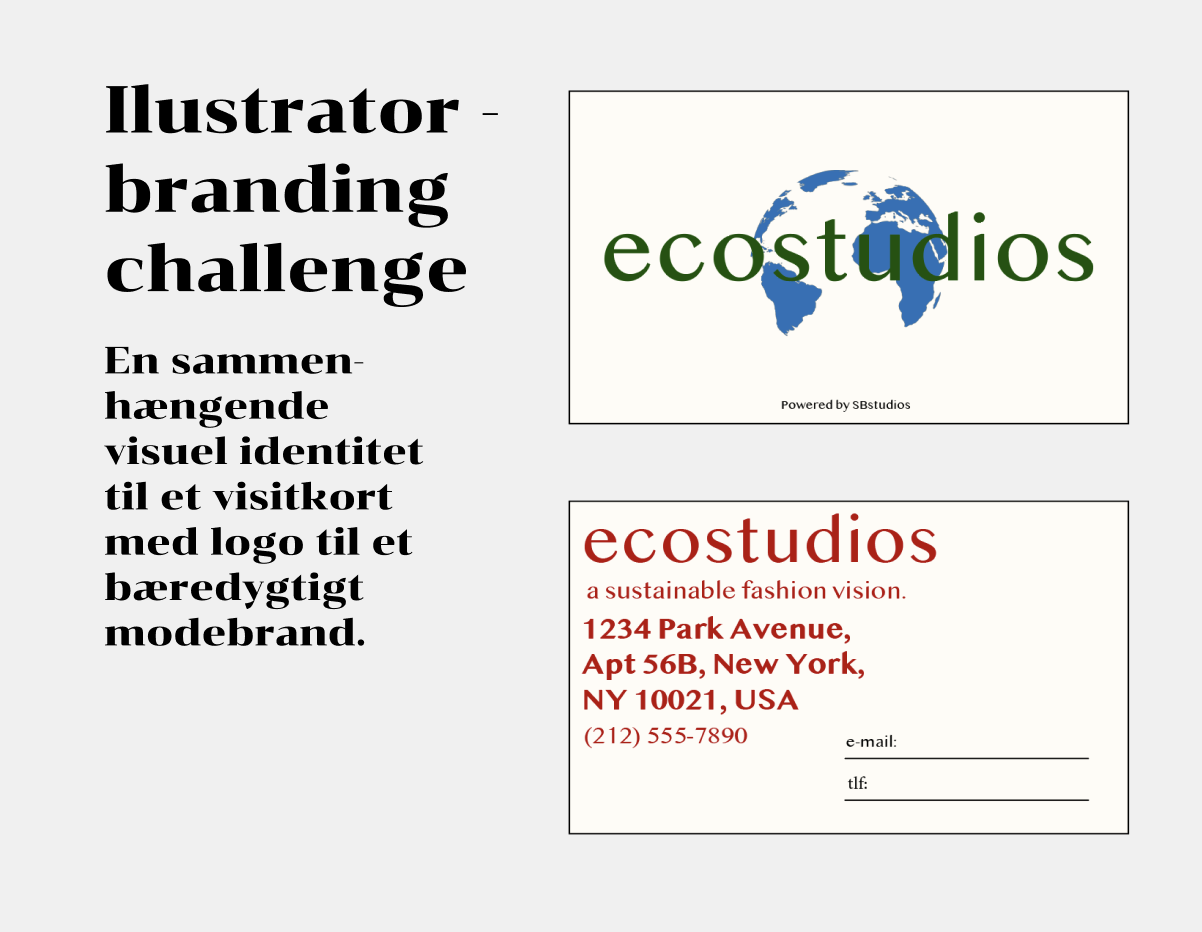 Ilustrator -
branding
challenge
En sammen-
hængende
visuel identitet
til et visitkort
med logo til et
bæredygtigt
modebrand.
ecostudios
Powered by SBstudios
ecostudios
a sustainable fashion vision.
1234 Park Avenue,
Apt 56B, New York,
NY 10021, USA
(212) 555-7890
e-mail:
tlf: